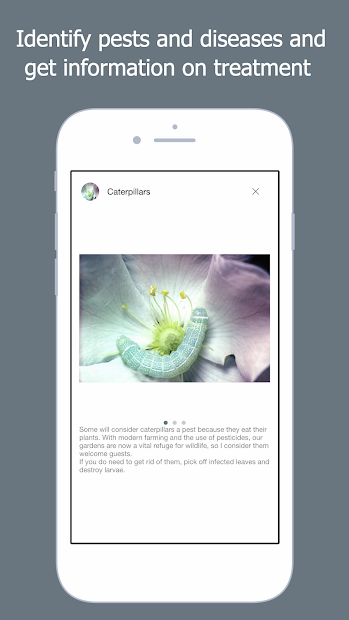 Identify pests and diseases and
get information on treatment
Caterpillars
Some will consider caterpillars a pest because they eat their
plants. With modern farming and the use of pesticides, our
gardens are now a vital refuge for wildlife, so I consider them
welcome guests.
If you do need to get rid of them, pick off infected leaves and
destroy larvae.